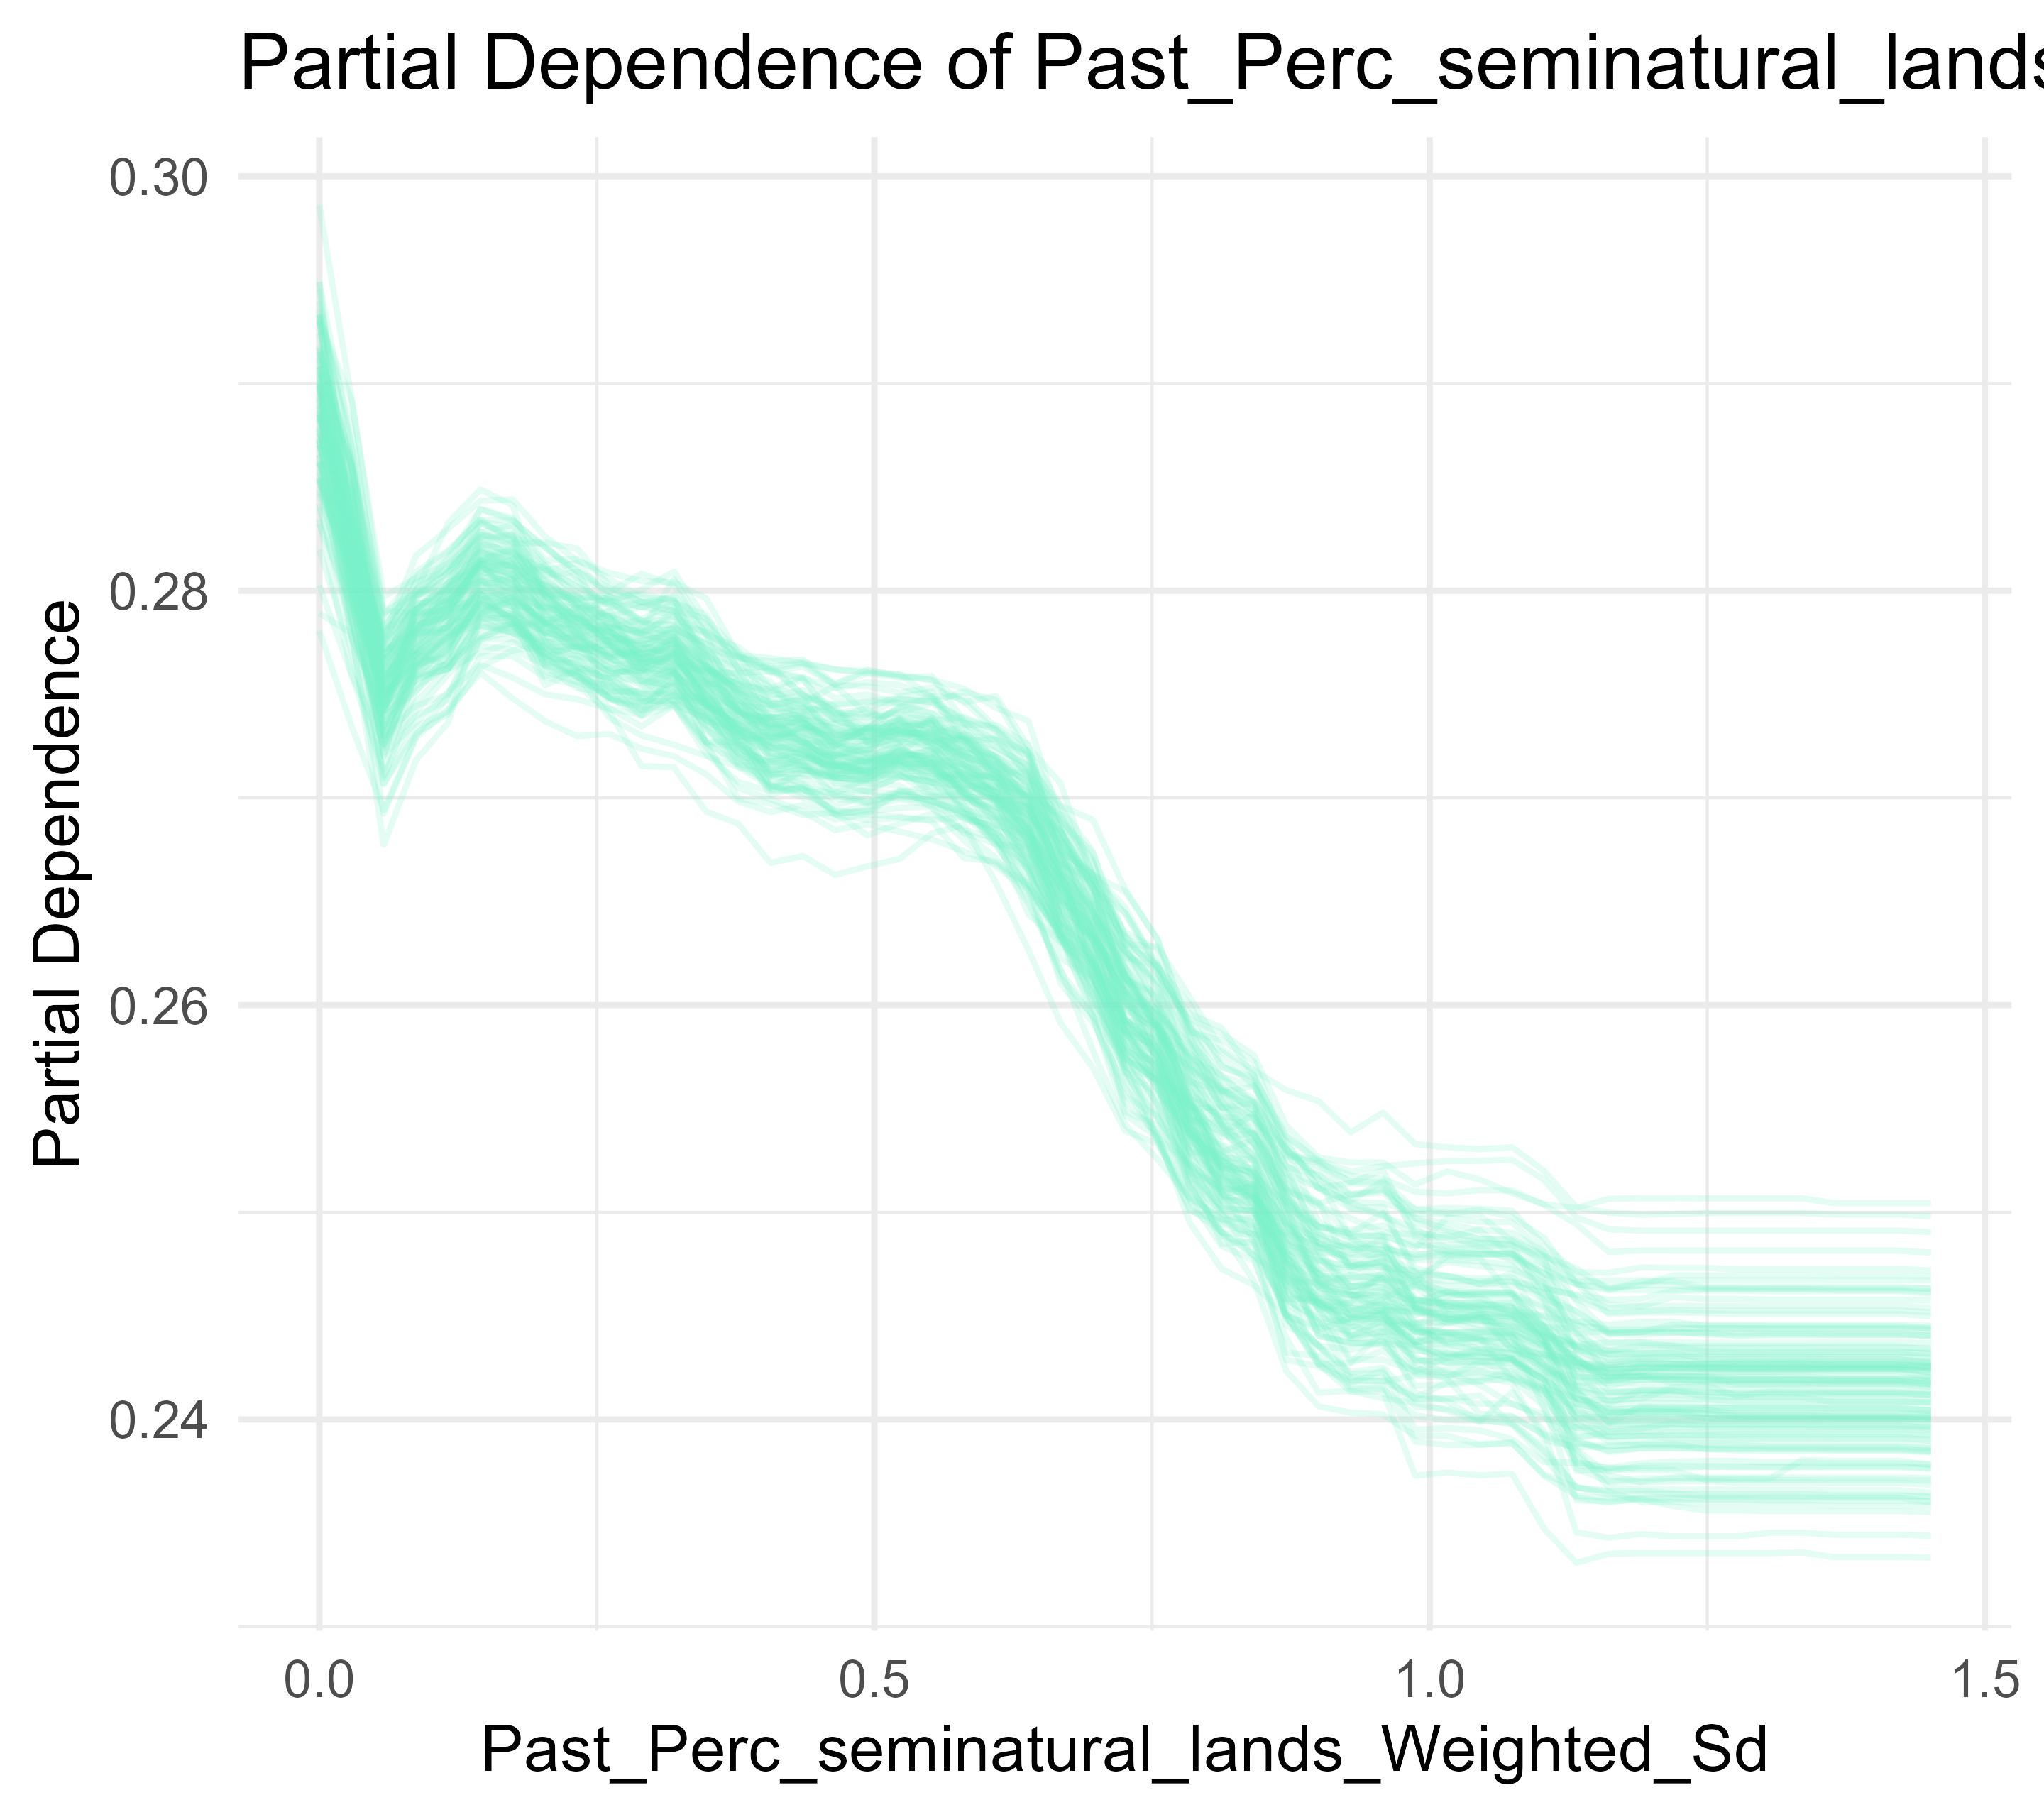 Partial Dependence of Past_Perc_seminatural_lands
0.30
0.28
0.26
0.24
Partial Dependence
0.0 0.5 1.0 1.5
Past_Perc_seminatural_lands_Weighted_Sd